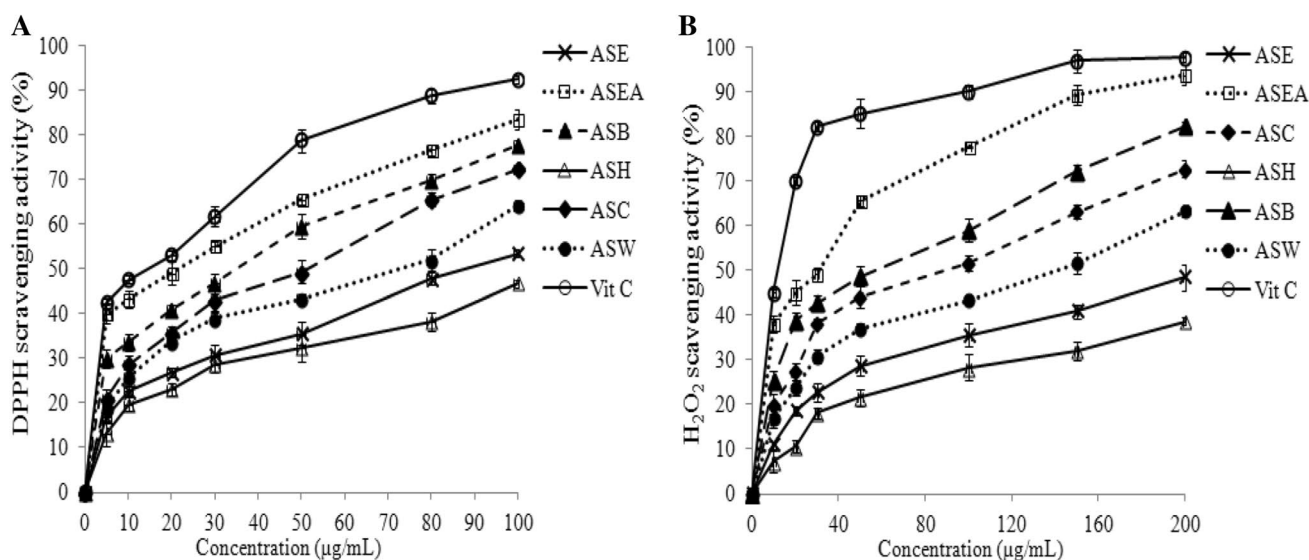 A
DPPH scravenging activity (%)
100
90
80
70
60
50
40
30
20
10
0
0 10 20 30 40 50 60 70 80 90 100
Concentration (µg/mL)
ASE
ASEA
ASB
ASH
ASC
ASW
Vit C
B
H₂O₂ scavenging activity (%)
100
90
80
70
60
50
40
30
20
10
0
0 40 80 120 160 200
Concentration (µg/mL)
ASE
ASEA
ASC
ASH
ASB
ASW
Vit C